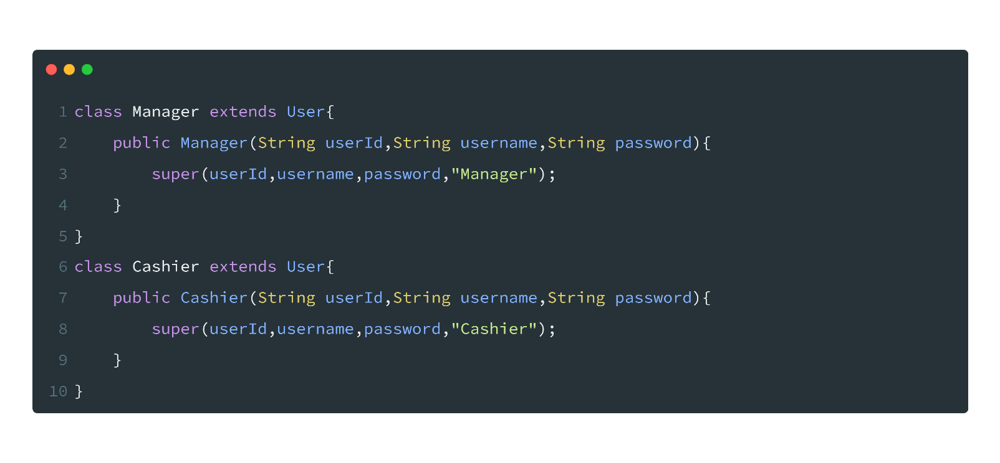 1 class Manager extends User{
2     public Manager(String userId,String username,String password){
3         super(userId,username,password,"Manager");
4     }
5 }
6 class Cashier extends User{
7     public Cashier(String userId,String username,String password){
8         super(userId,username,password,"Cashier");
9     }
10 }